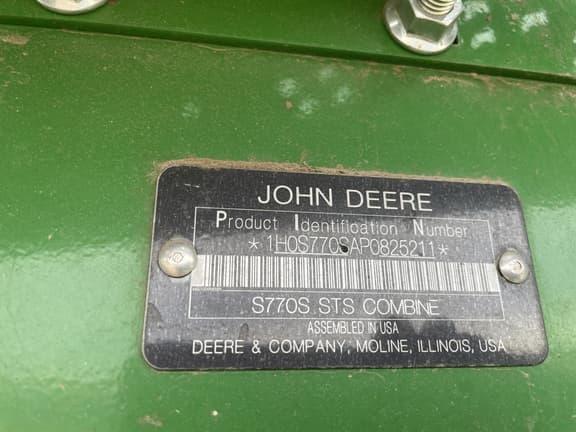 JOHN DEERE
Product Identification Number
*1H0S770SAP0825211*
S770S STS COMBINE
ASSEMBLED IN USA
DEERE & COMPANY, MOLINE, ILLINOIS, USA